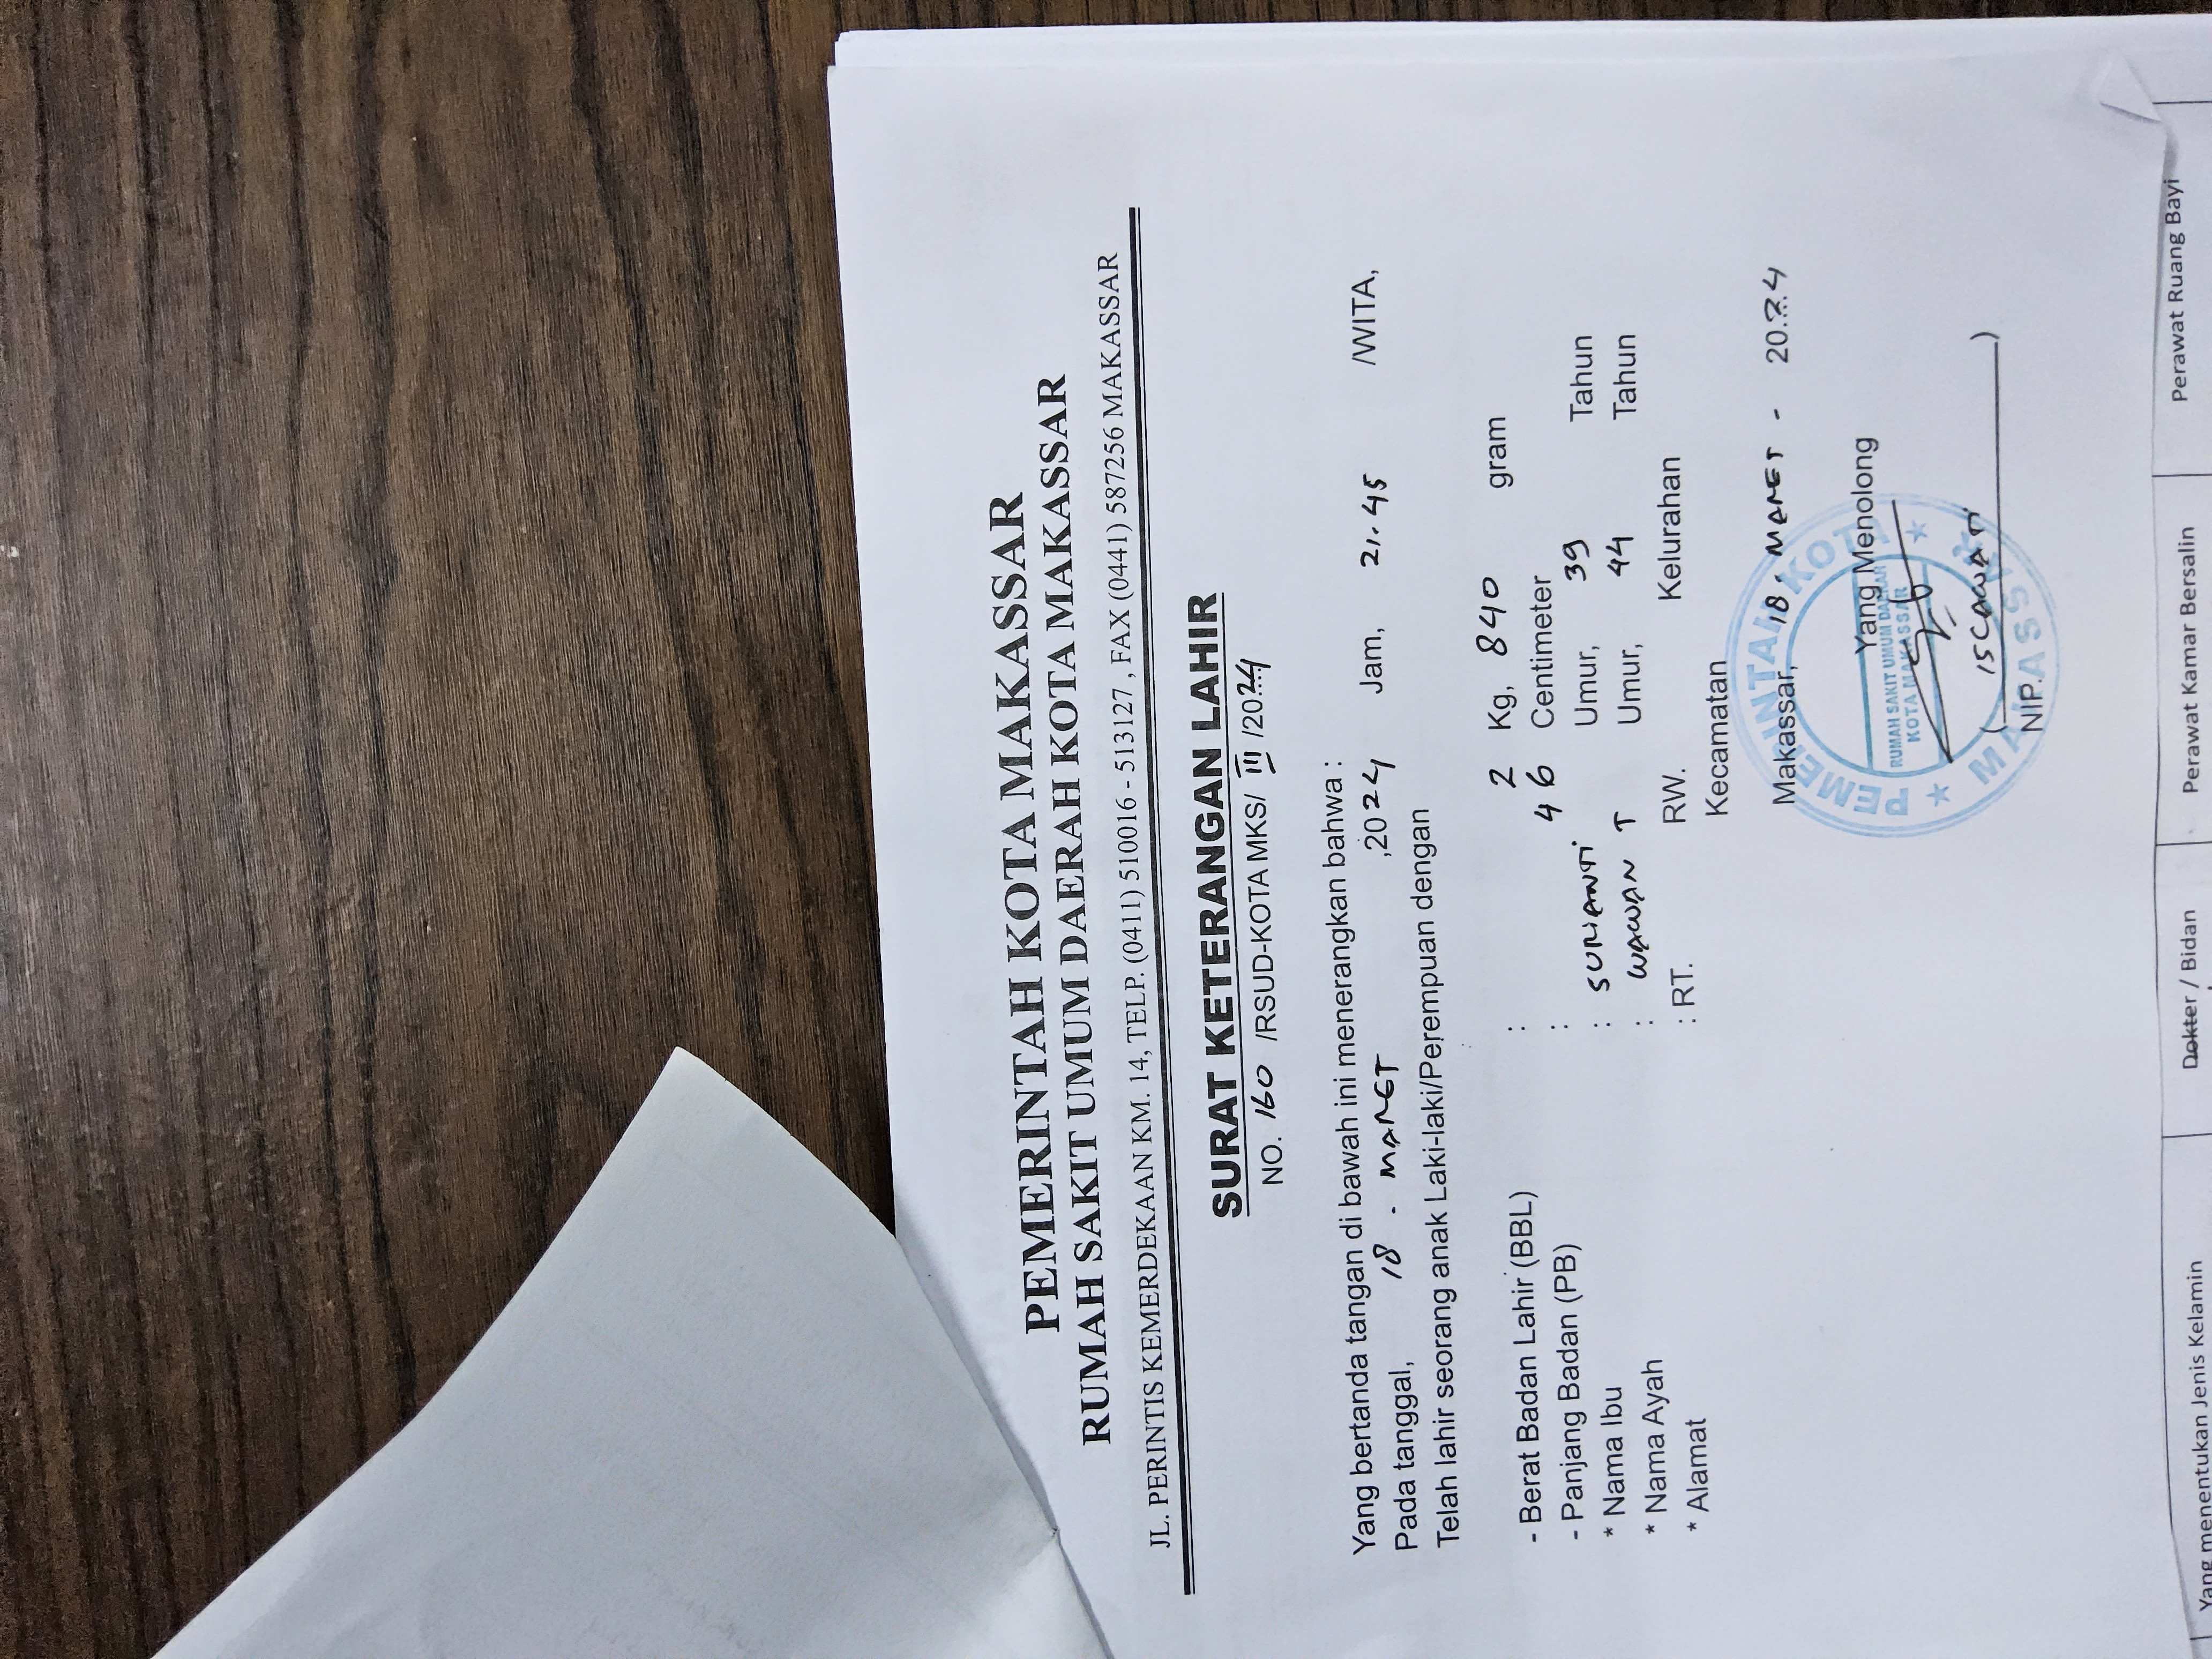 PEMERINTAH KOTA MAKASSAR
RUMAH SAKIT UMUM DAERAH KOTA MAKASSAR
JL. PERINTIS KEMERDEKAAN KM. 14, TELP. (0411) 510016 - 513127 , FAX (0441) 587256 MAKASSAR
SURAT KETERANGAN LAHIR
NO. 160 /RSUD-KOTA MKS/ III /2024
Yang bertanda tangan di bawah ini menerangkan bahwa :
Pada tanggal, 18 - MARET ,2024 Jam, 21.45 /WITA,
Telah lahir seorang anak Laki-laki/Perempuan dengan
- Berat Badan Lahir (BBL) : 2 Kg, 840 gram
- Panjang Badan (PB) : 46 Centimeter
* Nama Ibu : SURIANTI Umur, 39 Tahun
* Nama Ayah : WAWAN T Umur, 44 Tahun
* Alamat : RT. RW. Kelurahan
Kecamatan
Makassar, 18, MARET - 2024
Yang Menolong
PEMERINTAH KOTA MAKASSAR
RUMAH SAKIT UMUM DAERAH
KOTA MAKASSAR
( ISCAWATI )
NIP.
Yang menentukan Jenis Kelamin Dokter / Bidan Perawat Kamar Bersalin Perawat Ruang Bayi